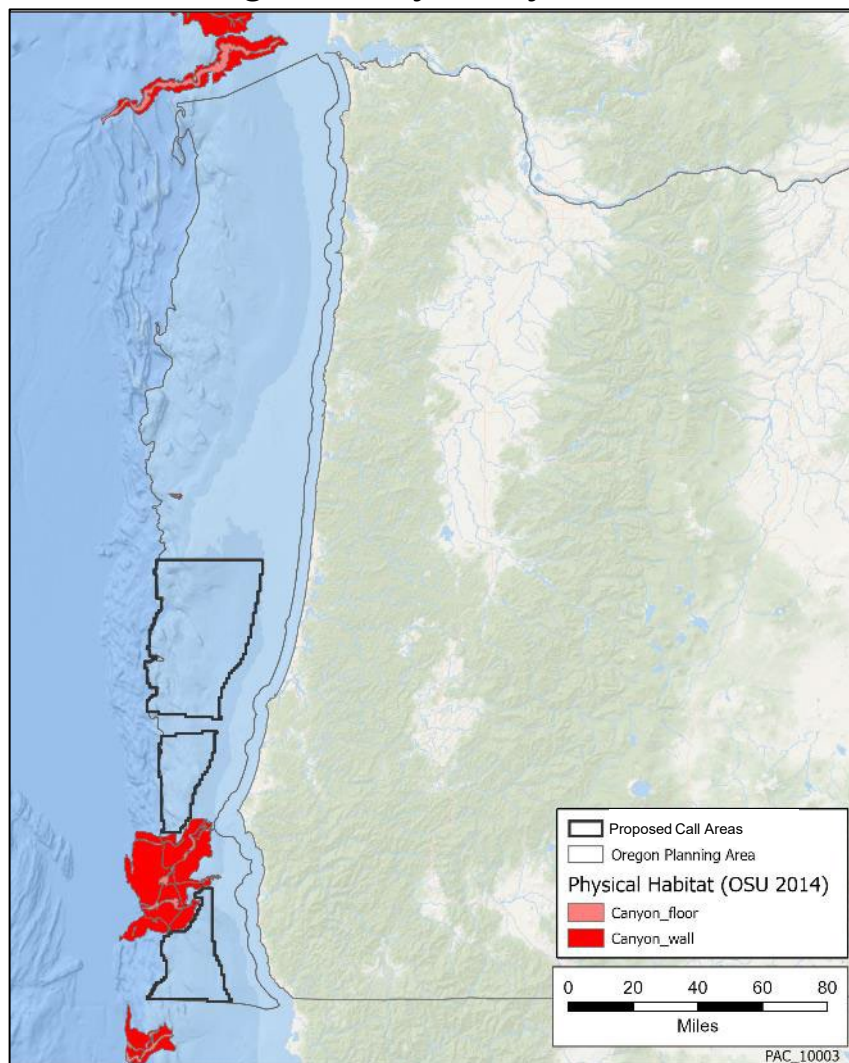 Proposed Call Areas
Oregon Planning Area
Physical Habitat (OSU 2014)
Canyon_floor
Canyon_wall
0 20 40 60 80
Miles
PAC_10003